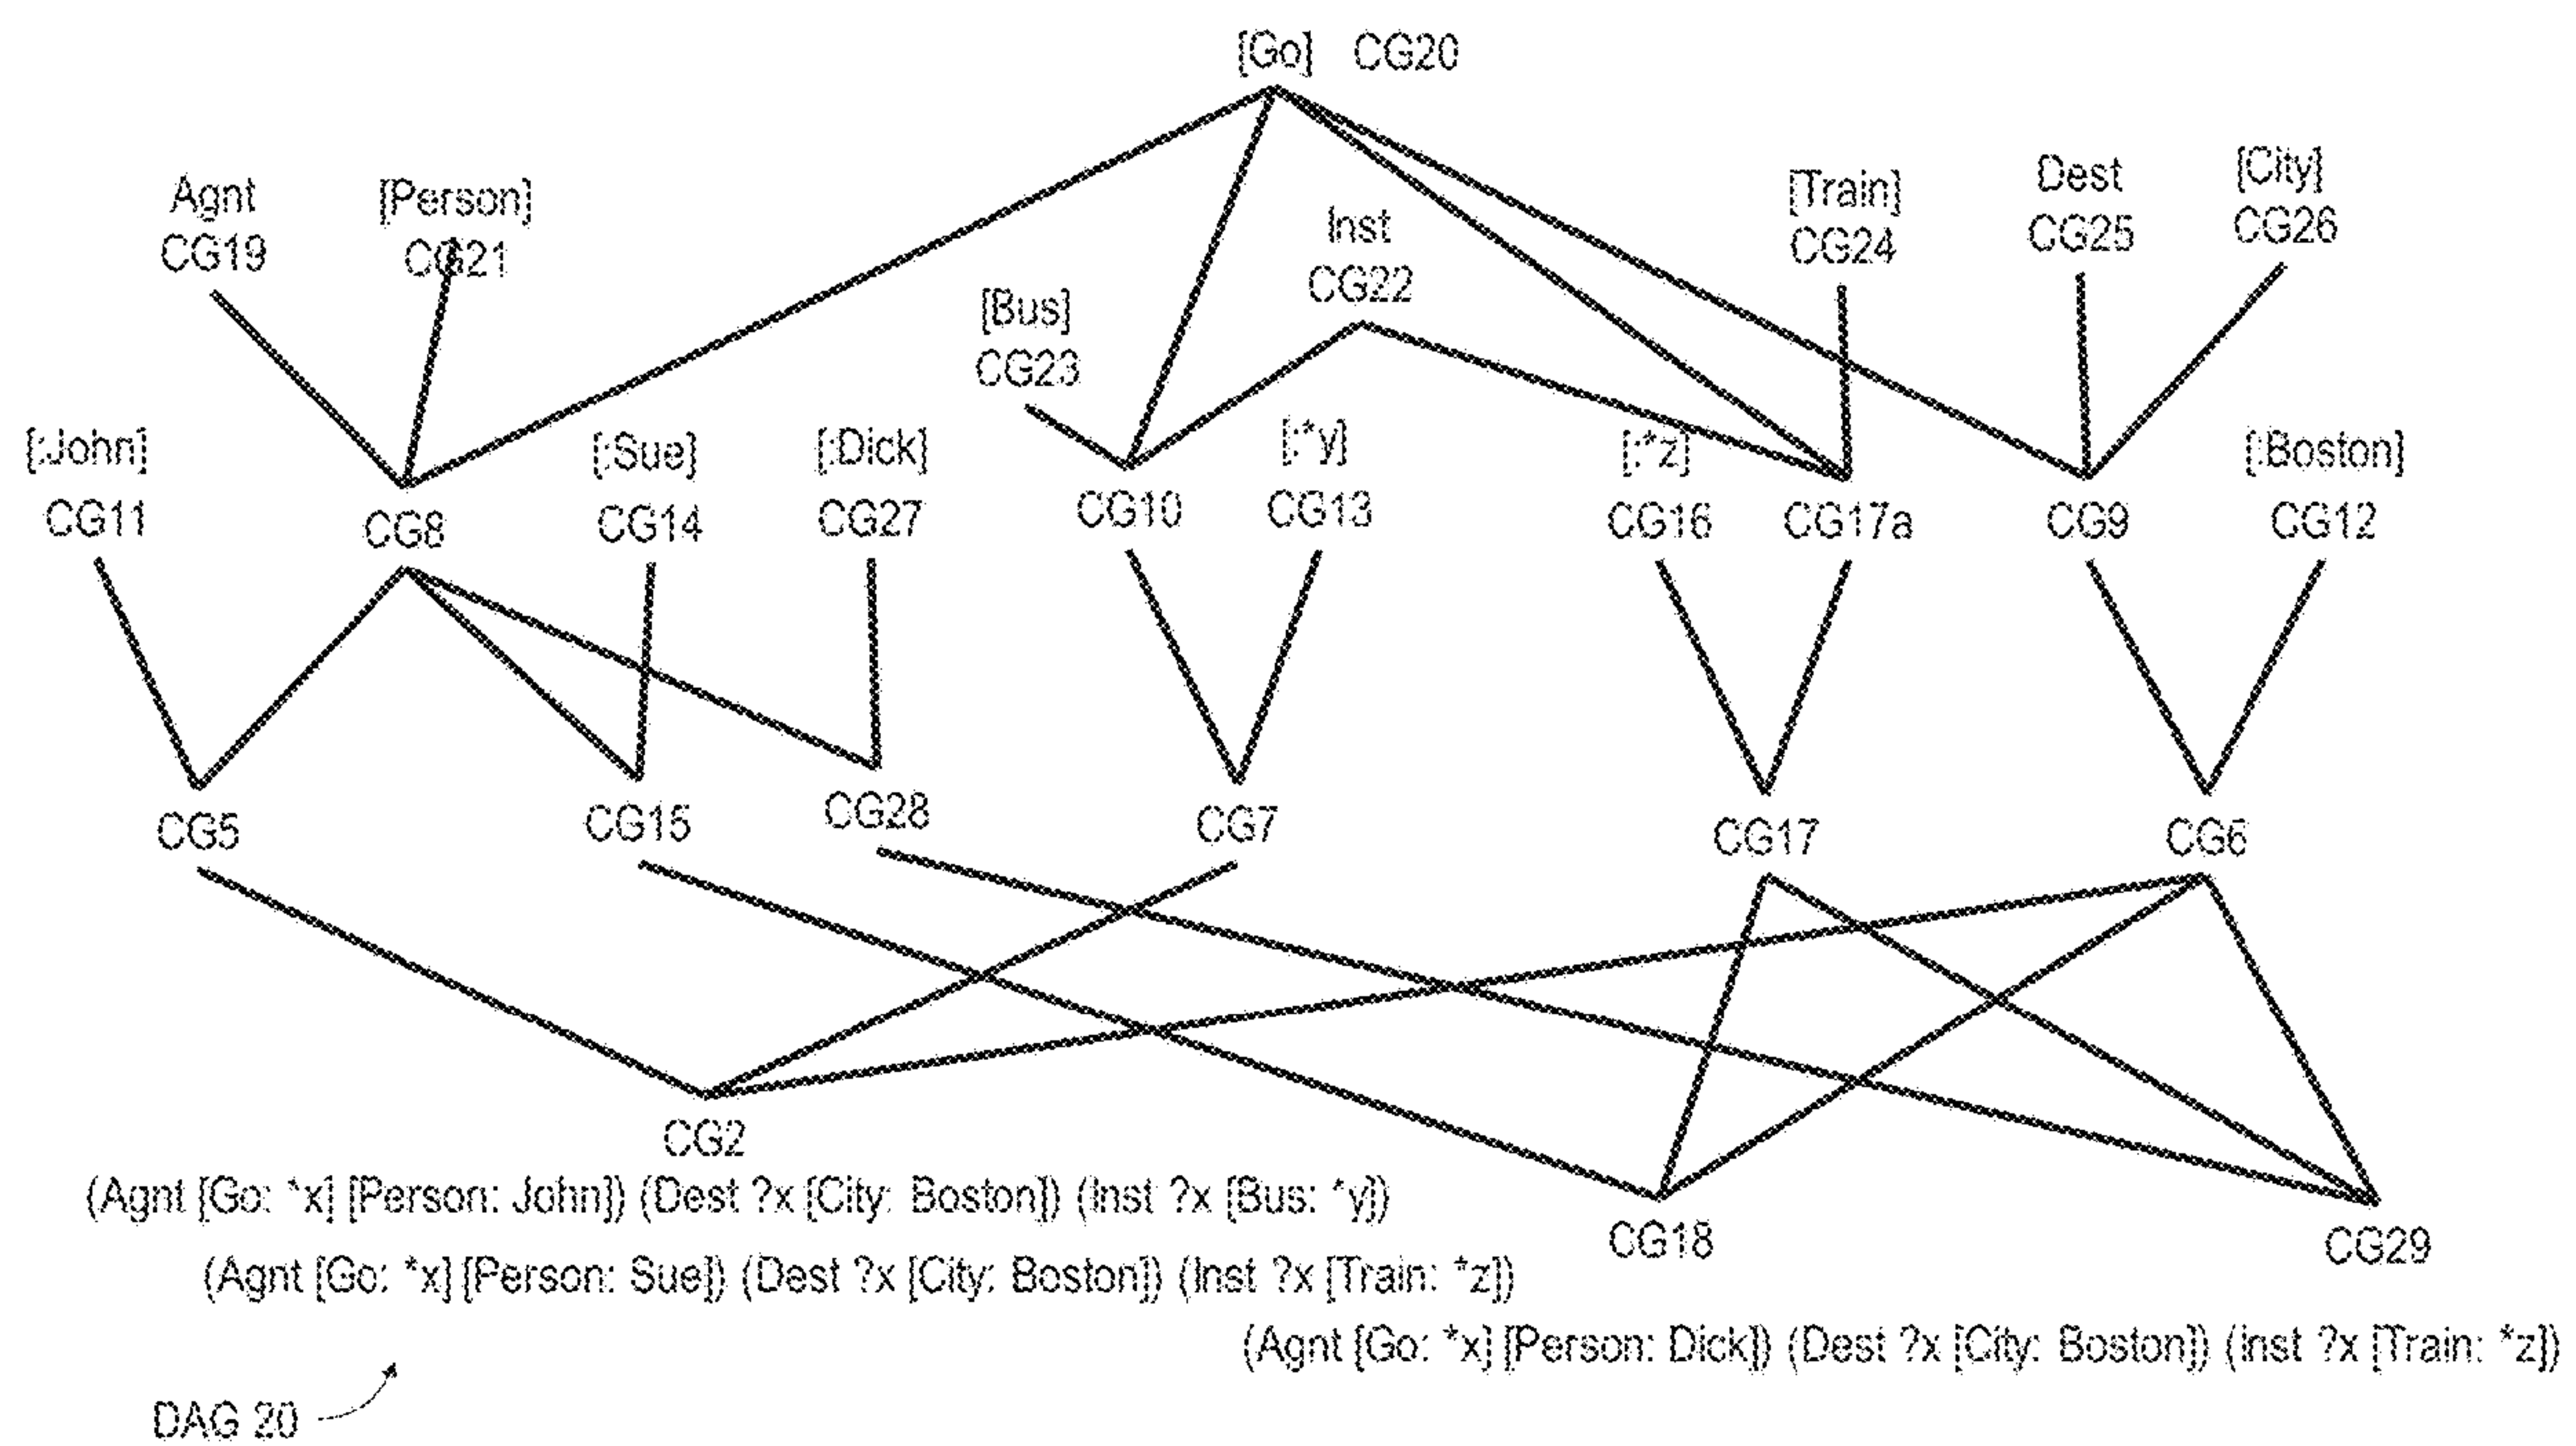 [Go] CG20
Agnt
CG19
[Person]
CG21
Inst
CG22
[Train]
CG24
Dest
CG25
[City]
CG26
[Bus]
CG23
[:John]
CG11
CG8
[:Sue]
CG14
[:Dick]
CG27
CG10
[:*y]
CG13
[:*z]
CG16
CG17a
CG9
[:Boston]
CG12
CG5
CG15
CG28
CG7
CG17
CG6
CG2
(Agnt [Go: *x] [Person: John]) (Dest ?x [City: Boston]) (Inst ?x [Bus: *y])
CG18
CG29
(Agnt [Go: *x] [Person: Sue]) (Dest ?x [City: Boston]) (Inst ?x [Train: *z])
(Agnt [Go: *x] [Person: Dick]) (Dest ?x [City: Boston]) (Inst ?x [Train: *z])
DAG 20